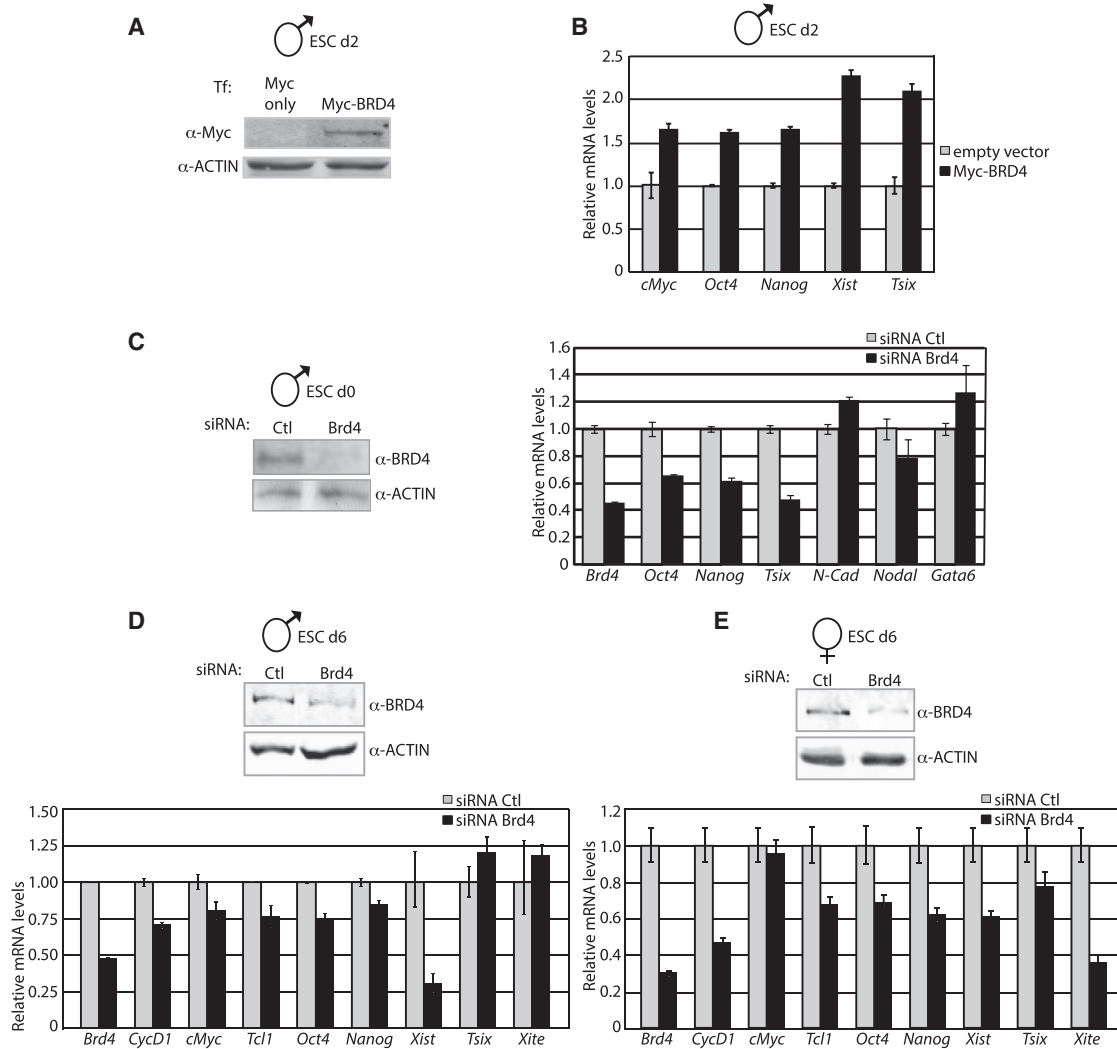 A
ESC d2
Tf:
Myc only
Myc-BRD4
α-Myc
α-ACTIN
B
ESC d2
Relative mRNA levels
2.5
2.0
1.5
1.0
0.5
0
cMyc Oct4 Nanog Xist Tsix
empty vector
Myc-BRD4
C
ESC d0
siRNA: Ctl Brd4
α-BRD4
α-ACTIN
siRNA Ctl
siRNA Brd4
Relative mRNA levels
1.6
1.4
1.2
1.0
0.8
0.6
0.4
0.2
0
Brd4 Oct4 Nanog Tsix N-Cad Nodal Gata6
D
ESC d6
siRNA: Ctl Brd4
α-BRD4
α-ACTIN
siRNA Ctl
siRNA Brd4
Relative mRNA levels
1.50
1.25
1.00
0.75
0.50
0.25
0
Brd4 CycD1 cMyc Tcl1 Oct4 Nanog Xist Tsix Xite
E
ESC d6
siRNA: Ctl Brd4
α-BRD4
α-ACTIN
siRNA Ctl
siRNA Brd4
Relative mRNA levels
1.2
1.0
0.8
0.6
0.4
0.2
0
Brd4 CycD1 cMyc Tcl1 Oct4 Nanog Xist Tsix Xite